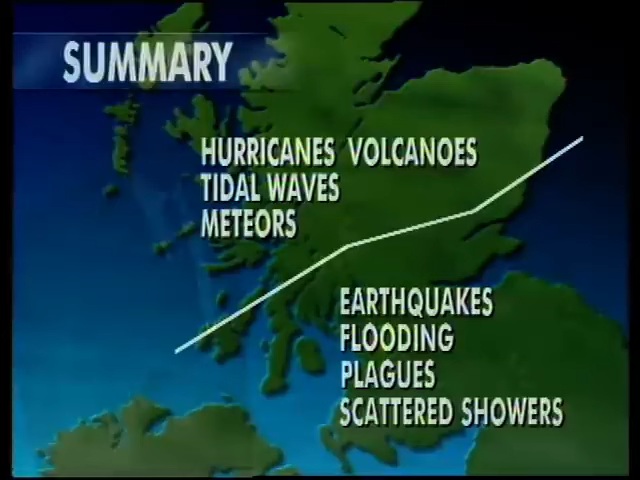 SUMMARY
HURRICANES VOLCANOES
TIDAL WAVES
METEORS
EARTHQUAKES
FLOODING
PLAGUES
SCATTERED SHOWERS